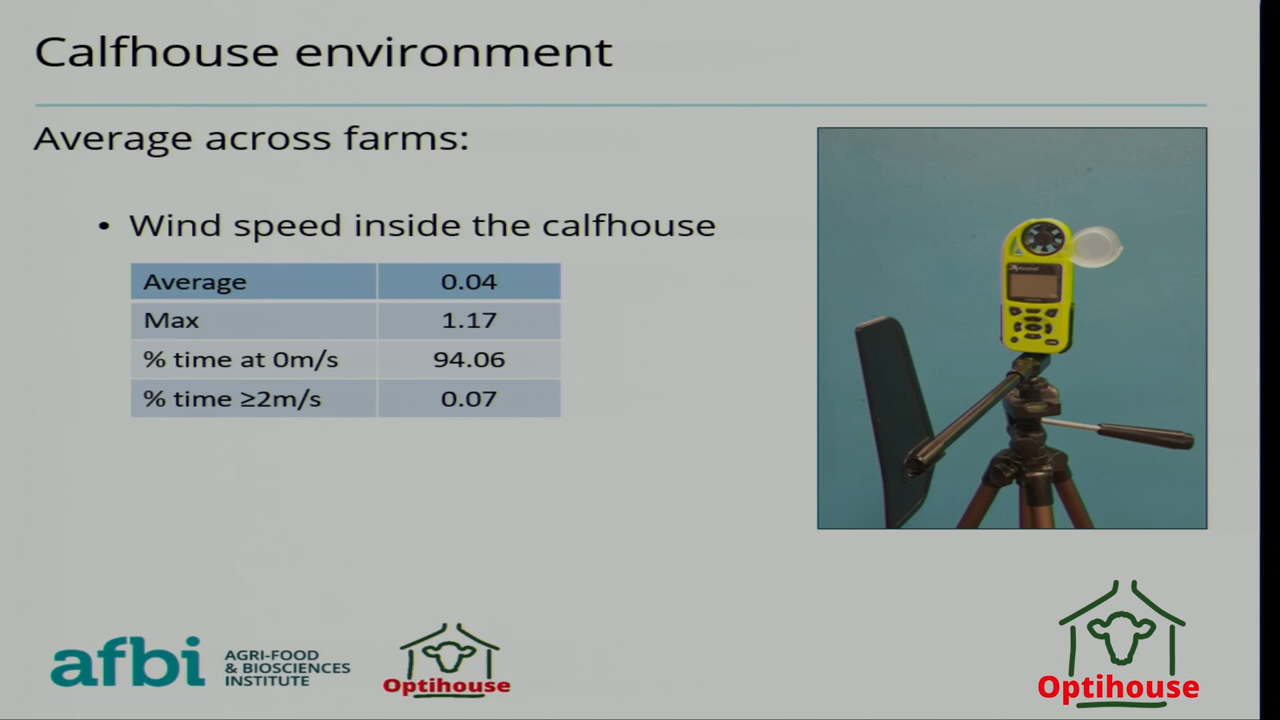 Calfhouse environment
Average across farms:
• Wind speed inside the calfhouse
Average 0.04
Max 1.17
% time at 0m/s 94.06
% time ≥2m/s 0.07
afbi AGRI-FOOD
& BIOSCIENCES
INSTITUTE
Optihouse
Optihouse